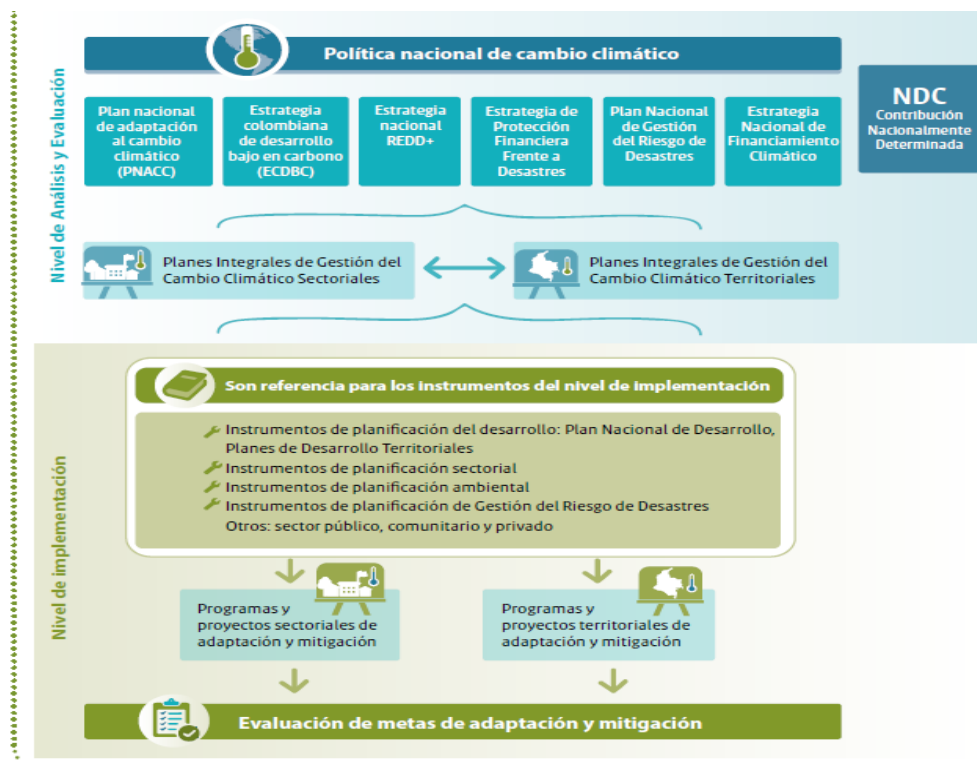 Política nacional de cambio climático
NDC
Contribución
Nacionalmente
Determinada
Plan nacional
de adaptación
al cambio
climático
(PNACC)
Estrategia
colombiana
de desarrollo
bajo en carbono
(ECDBC)
Estrategia
nacional
REDD+
Estrategia de
Protección
Financiera
Frente a
Desastres
Plan Nacional
de Gestión
del Riesgo de
Desastres
Estrategia
Nacional de
Financiamiento
Climático
Nivel de Análisis y Evaluación
Planes Integrales de Gestión del
Cambio Climático Sectoriales
Planes Integrales de Gestión del
Cambio Climático Territoriales
Nivel de implementación
Son referencia para los instrumentos del nivel de implementación
Instrumentos de planificación del desarrollo: Plan Nacional de Desarrollo,
Planes de Desarrollo Territoriales
Instrumentos de planificación sectorial
Instrumentos de planificación ambiental
Instrumentos de planificación de Gestión del Riesgo de Desastres
Otros: sector público, comunitario y privado
Programas y
proyectos sectoriales de
adaptación y mitigación
Programas y
proyectos territoriales de
adaptación y mitigación
Evaluación de metas de adaptación y mitigación